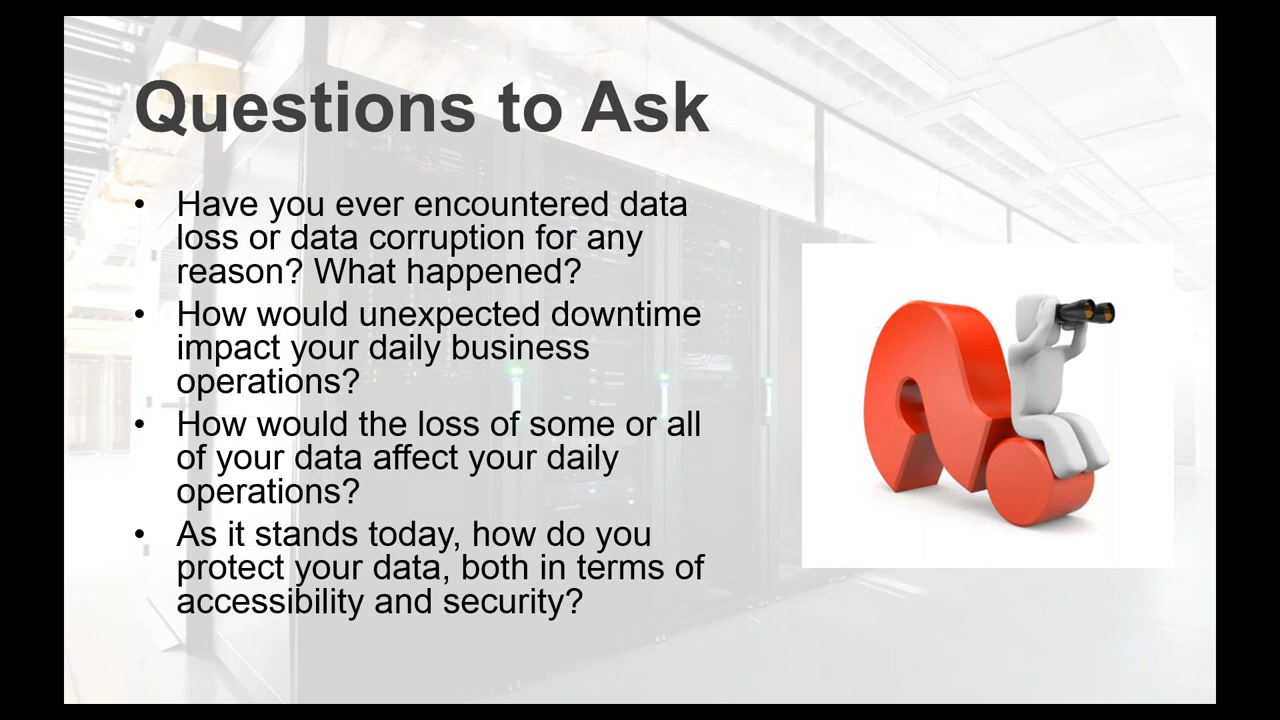 Questions to Ask
• Have you ever encountered data
loss or data corruption for any
reason? What happened?
• How would unexpected downtime
impact your daily business
operations?
• How would the loss of some or all
of your data affect your daily
operations?
• As it stands today, how do you
protect your data, both in terms of
accessibility and security?